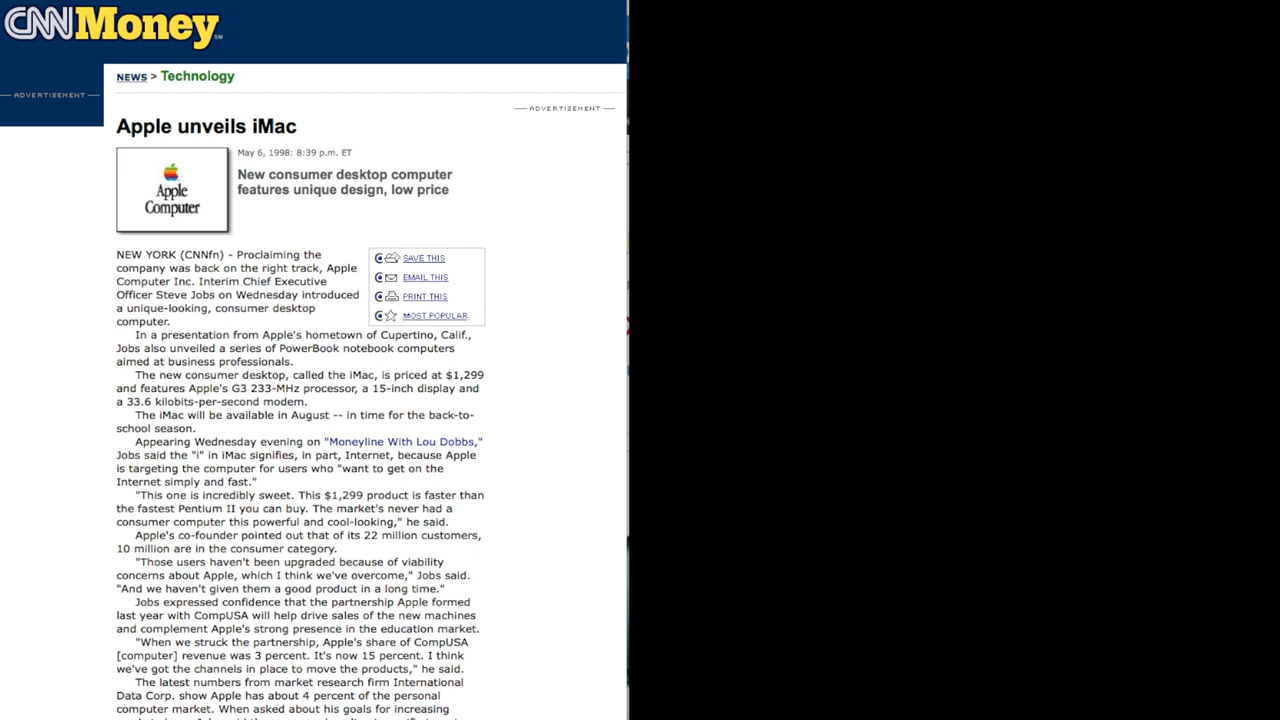 CNNMoney SM
NEWS > Technology
ADVERTISEMENT
ADVERTISEMENT
Apple unveils iMac
May 6, 1998: 8:39 p.m. ET
New consumer desktop computer
features unique design, low price
Apple
Computer
NEW YORK (CNNfn) - Proclaiming the
company was back on the right track, Apple
Computer Inc. Interim Chief Executive
Officer Steve Jobs on Wednesday introduced
a unique-looking, consumer desktop
computer.
SAVE THIS
EMAIL THIS
PRINT THIS
MOST POPULAR
In a presentation from Apple's hometown of Cupertino, Calif.,
Jobs also unveiled a series of PowerBook notebook computers
aimed at business professionals.
The new consumer desktop, called the iMac, is priced at $1,299
and features Apple's G3 233-MHz processor, a 15-inch display and
a 33.6 kilobits-per-second modem.
The iMac will be available in August -- in time for the back-to-
school season.
Appearing Wednesday evening on "Moneyline With Lou Dobbs,"
Jobs said the "i" in iMac signifies, in part, Internet, because Apple
is targeting the computer for users who "want to get on the
Internet simply and fast."
"This one is incredibly sweet. This $1,299 product is faster than
the fastest Pentium II you can buy. The market's never had a
consumer computer this powerful and cool-looking," he said.
Apple's co-founder pointed out that of its 22 million customers,
10 million are in the consumer category.
"Those users haven't been upgraded because of viability
concerns about Apple, which I think we've overcome," Jobs said.
"And we haven't given them a good product in a long time."
Jobs expressed confidence that the partnership Apple formed
last year with CompUSA will help drive sales of the new machines
and complement Apple's strong presence in the education market.
"When we struck the partnership, Apple's share of CompUSA
[computer] revenue was 3 percent. It's now 15 percent. I think
we've got the channels in place to move the products," he said.
The latest numbers from market research firm International
Data Corp. show Apple has about 4 percent of the personal
computer market. When asked about his goals for increasing